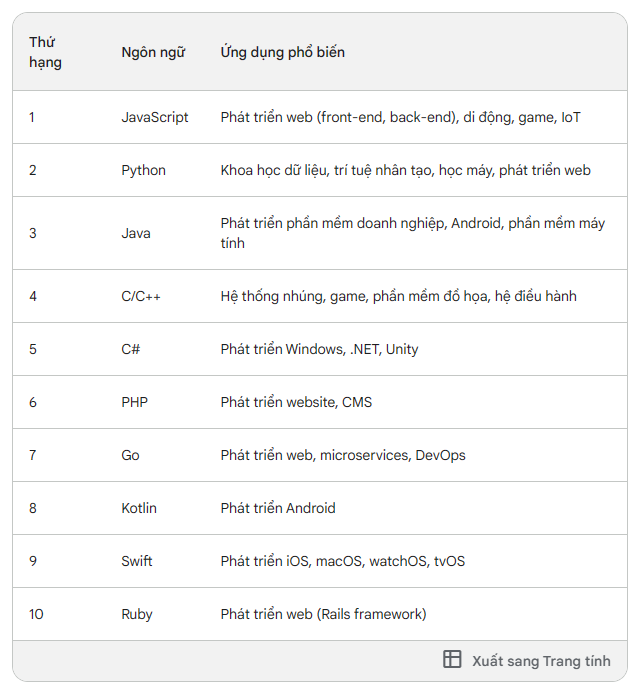 Thứ hạng Ngôn ngữ Ứng dụng phổ biến
1 JavaScript Phát triển web (front-end, back-end), di động, game, IoT
2 Python Khoa học dữ liệu, trí tuệ nhân tạo, học máy, phát triển web
3 Java Phát triển phần mềm doanh nghiệp, Android, phần mềm máy
tính
4 C/C++ Hệ thống nhúng, game, phần mềm đồ họa, hệ điều hành
5 C# Phát triển Windows, .NET, Unity
6 PHP Phát triển website, CMS
7 Go Phát triển web, microservices, DevOps
8 Kotlin Phát triển Android
9 Swift Phát triển iOS, macOS, watchOS, tvOS
10 Ruby Phát triển web (Rails framework)
Xuất sang Trang tính